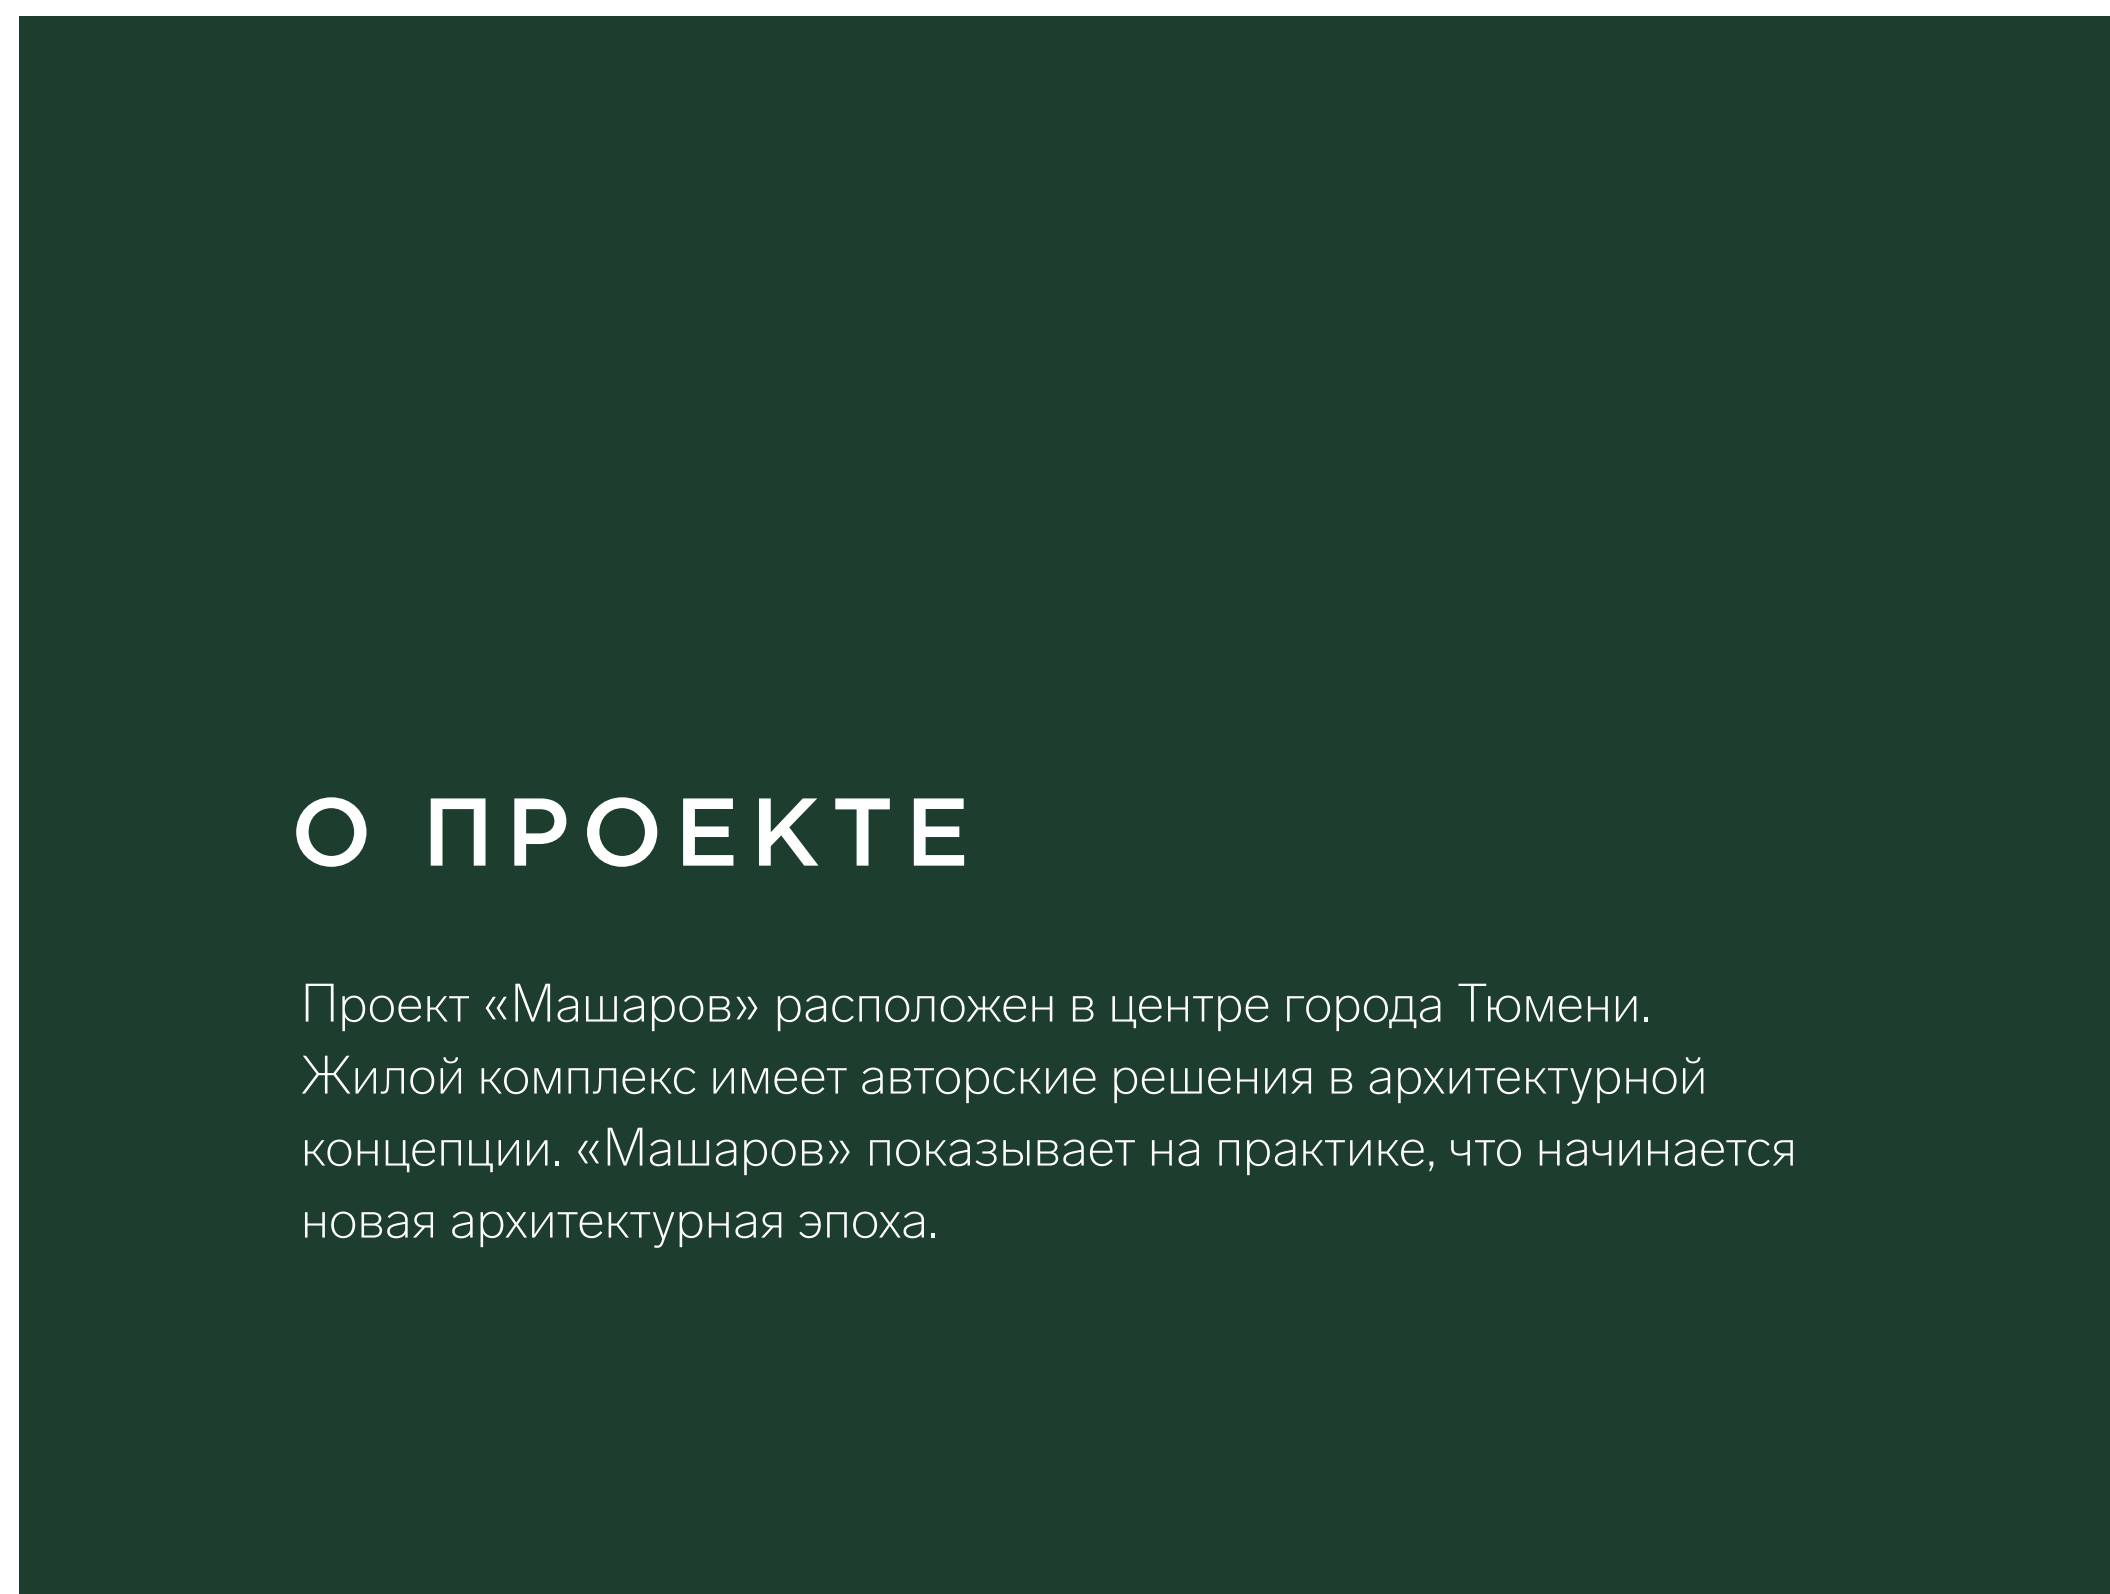 О ПРОЕКТЕ
Проект «Машаров» расположен в центре города Тюмени.
Жилой комплекс имеет авторские решения в архитектурной
концепции. «Машаров» показывает на практике, что начинается
новая архитектурная эпоха.